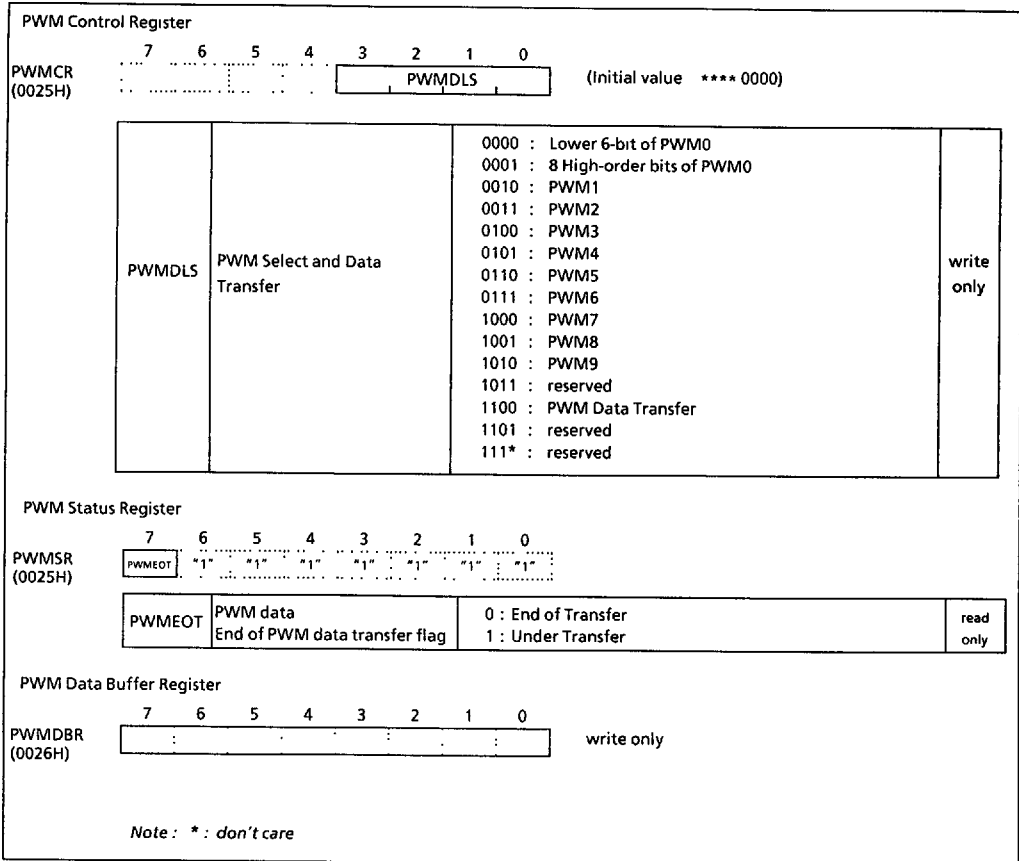 PWM Control Register
7 6 5 4 3 2 1 0
PWMCR
(0025H)
PWMDLS
(Initial value **** 0000)
PWMDLS
PWM Select and Data
Transfer
0000 : Lower 6-bit of PWM0
0001 : 8 High-order bits of PWM0
0010 : PWM1
0011 : PWM2
0100 : PWM3
0101 : PWM4
0110 : PWM5
0111 : PWM6
1000 : PWM7
1001 : PWM8
1010 : PWM9
1011 : reserved
1100 : PWM Data Transfer
1101 : reserved
111* : reserved
write
only
PWM Status Register
7 6 5 4 3 2 1 0
PWMSR
(0025H)
PWMEOT "1" "1" "1" "1" "1" "1" "1"
PWMEOT
PWM data
End of PWM data transfer flag
0 : End of Transfer
1 : Under Transfer
read
only
PWM Data Buffer Register
7 6 5 4 3 2 1 0
PWMDBR
(0026H)
write only
Note : * : don't care